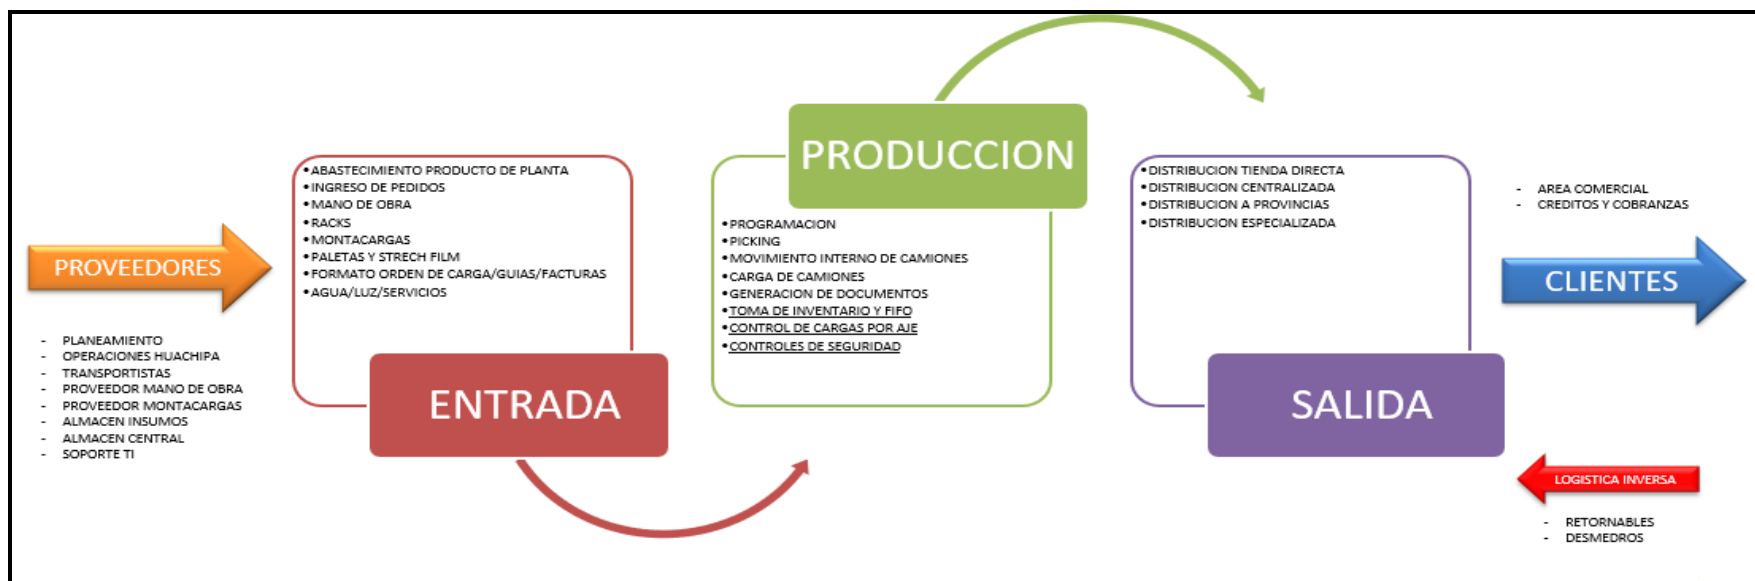 PROVEEDORES
- PLANEAMIENTO
- OPERACIONES HUACHIPA
- TRANSPORTISTAS
- PROVEEDOR MANO DE OBRA
- PROVEEDOR MONTACARGAS
- ALMACEN INSUMOS
- ALMACEN CENTRAL
- SOPORTE TI
•ABASTECIMIENTO PRODUCTO DE PLANTA
•INGRESO DE PEDIDOS
•MANO DE OBRA
•RACKS
•MONTACARGAS
•PALETAS Y STRECH FILM
•FORMATO ORDEN DE CARGA/GUIAS/FACTURAS
•AGUA/LUZ/SERVICIOS
ENTRADA
PRODUCCION
•PROGRAMACION
•PICKING
•MOVIMIENTO INTERNO DE CAMIONES
•CARGA DE CAMIONES
•GENERACION DE DOCUMENTOS
•TOMA DE INVENTARIO Y FIFO
•CONTROL DE CARGAS POR AJE
•CONTROLES DE SEGURIDAD
•DISTRIBUCION TIENDA DIRECTA
•DISTRIBUCION CENTRALIZADA
•DISTRIBUCION A PROVINCIAS
•DISTRIBUCION ESPECIALIZADA
SALIDA
- AREA COMERCIAL
- CREDITOS Y COBRANZAS
CLIENTES
LOGISTICA INVERSA
- RETORNABLES
- DESMEDROS